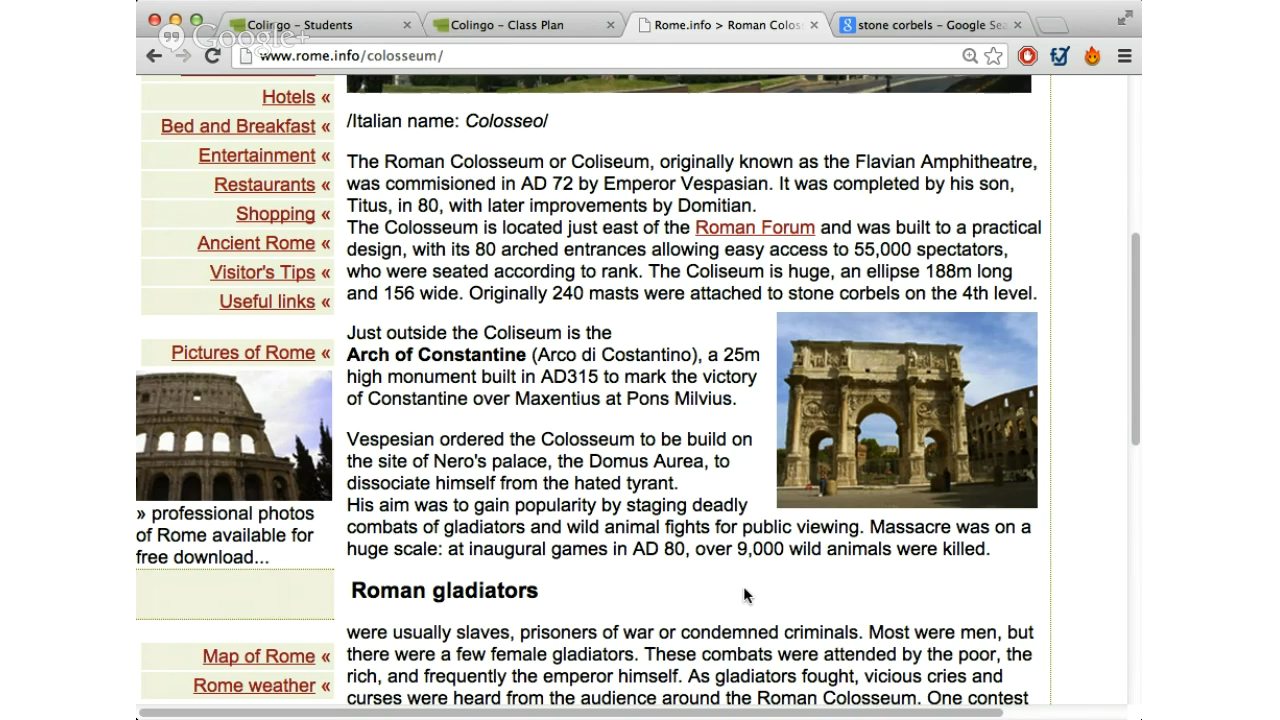 Colingo - Students
Colingo - Class Plan
Rome.info > Roman Colos
stone corbels - Google Sea
Google+
www.rome.info/colosseum/
Hotels «
Bed and Breakfast «
Entertainment «
Restaurants «
Shopping «
Ancient Rome «
Visitor's Tips «
Useful links «
Pictures of Rome «
» professional photos
of Rome available for
free download...
Map of Rome «
Rome weather «
/Italian name: Colosseo/
The Roman Colosseum or Coliseum, originally known as the Flavian Amphitheatre,
was commisioned in AD 72 by Emperor Vespasian. It was completed by his son,
Titus, in 80, with later improvements by Domitian.
The Colosseum is located just east of the Roman Forum and was built to a practical
design, with its 80 arched entrances allowing easy access to 55,000 spectators,
who were seated according to rank. The Coliseum is huge, an ellipse 188m long
and 156 wide. Originally 240 masts were attached to stone corbels on the 4th level.
Just outside the Coliseum is the
Arch of Constantine (Arco di Costantino), a 25m
high monument built in AD315 to mark the victory
of Constantine over Maxentius at Pons Milvius.
Vespesian ordered the Colosseum to be build on
the site of Nero's palace, the Domus Aurea, to
dissociate himself from the hated tyrant.
His aim was to gain popularity by staging deadly
combats of gladiators and wild animal fights for public viewing. Massacre was on a
huge scale: at inaugural games in AD 80, over 9,000 wild animals were killed.
Roman gladiators
were usually slaves, prisoners of war or condemned criminals. Most were men, but
there were a few female gladiators. These combats were attended by the poor, the
rich, and frequently the emperor himself. As gladiators fought, vicious cries and
curses were heard from the audience around the Roman Colosseum. One contest